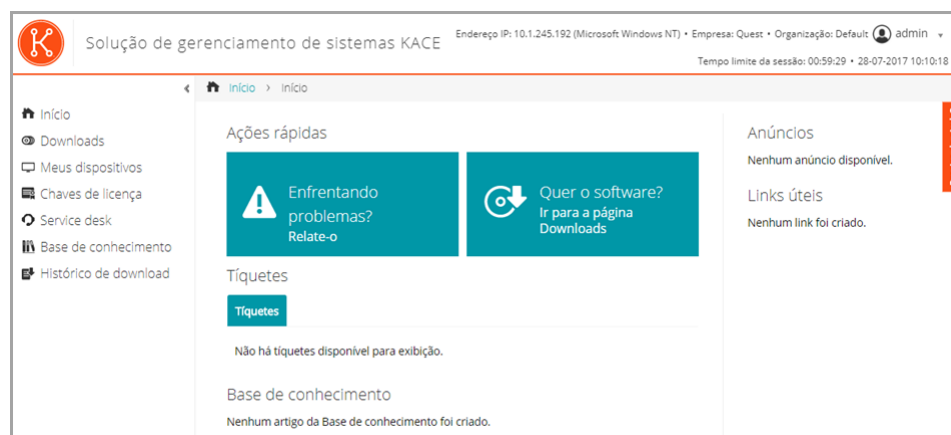 Solução de gerenciamento de sistemas KACE
Endereço IP: 10.1.245.192 (Microsoft Windows NT) • Empresa: Quest • Organização: Default admin
Tempo limite da sessão: 00:59:29 • 28-07-2017 10:10:18
Início › Início
Início
Downloads
Meus dispositivos
Chaves de licença
Service desk
Base de conhecimento
Histórico de download
Ações rápidas
Enfrentando
problemas?
Relate-o
Quer o software?
Ir para a página
Downloads
Tíquetes
Tíquetes
Não há tíquetes disponível para exibição.
Base de conhecimento
Nenhum artigo da Base de conhecimento foi criado.
Anúncios
Nenhum anúncio disponível.
Links úteis
Nenhum link foi criado.